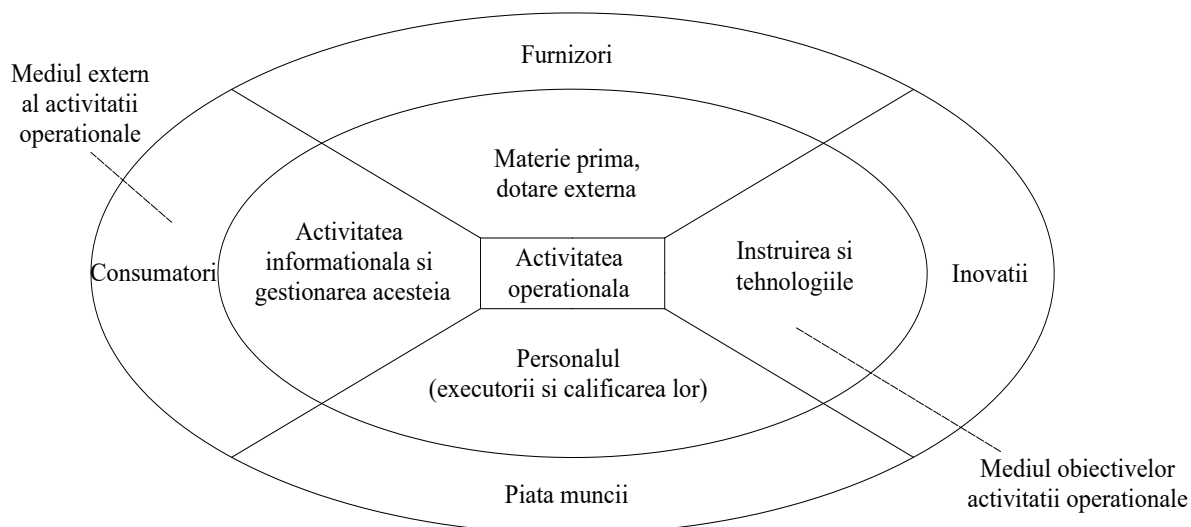 Furnizori
Mediul extern
al activitatii
operationale
Materie prima,
dotare externa
Activitatea
informationala si
gestionarea acesteia
Consumatori
Activitatea
operationala
Instruirea si
tehnologiile
Inovatii
Personalul
(executorii si calificarea lor)
Mediul obiectivelor
activitatii operationale
Piata muncii